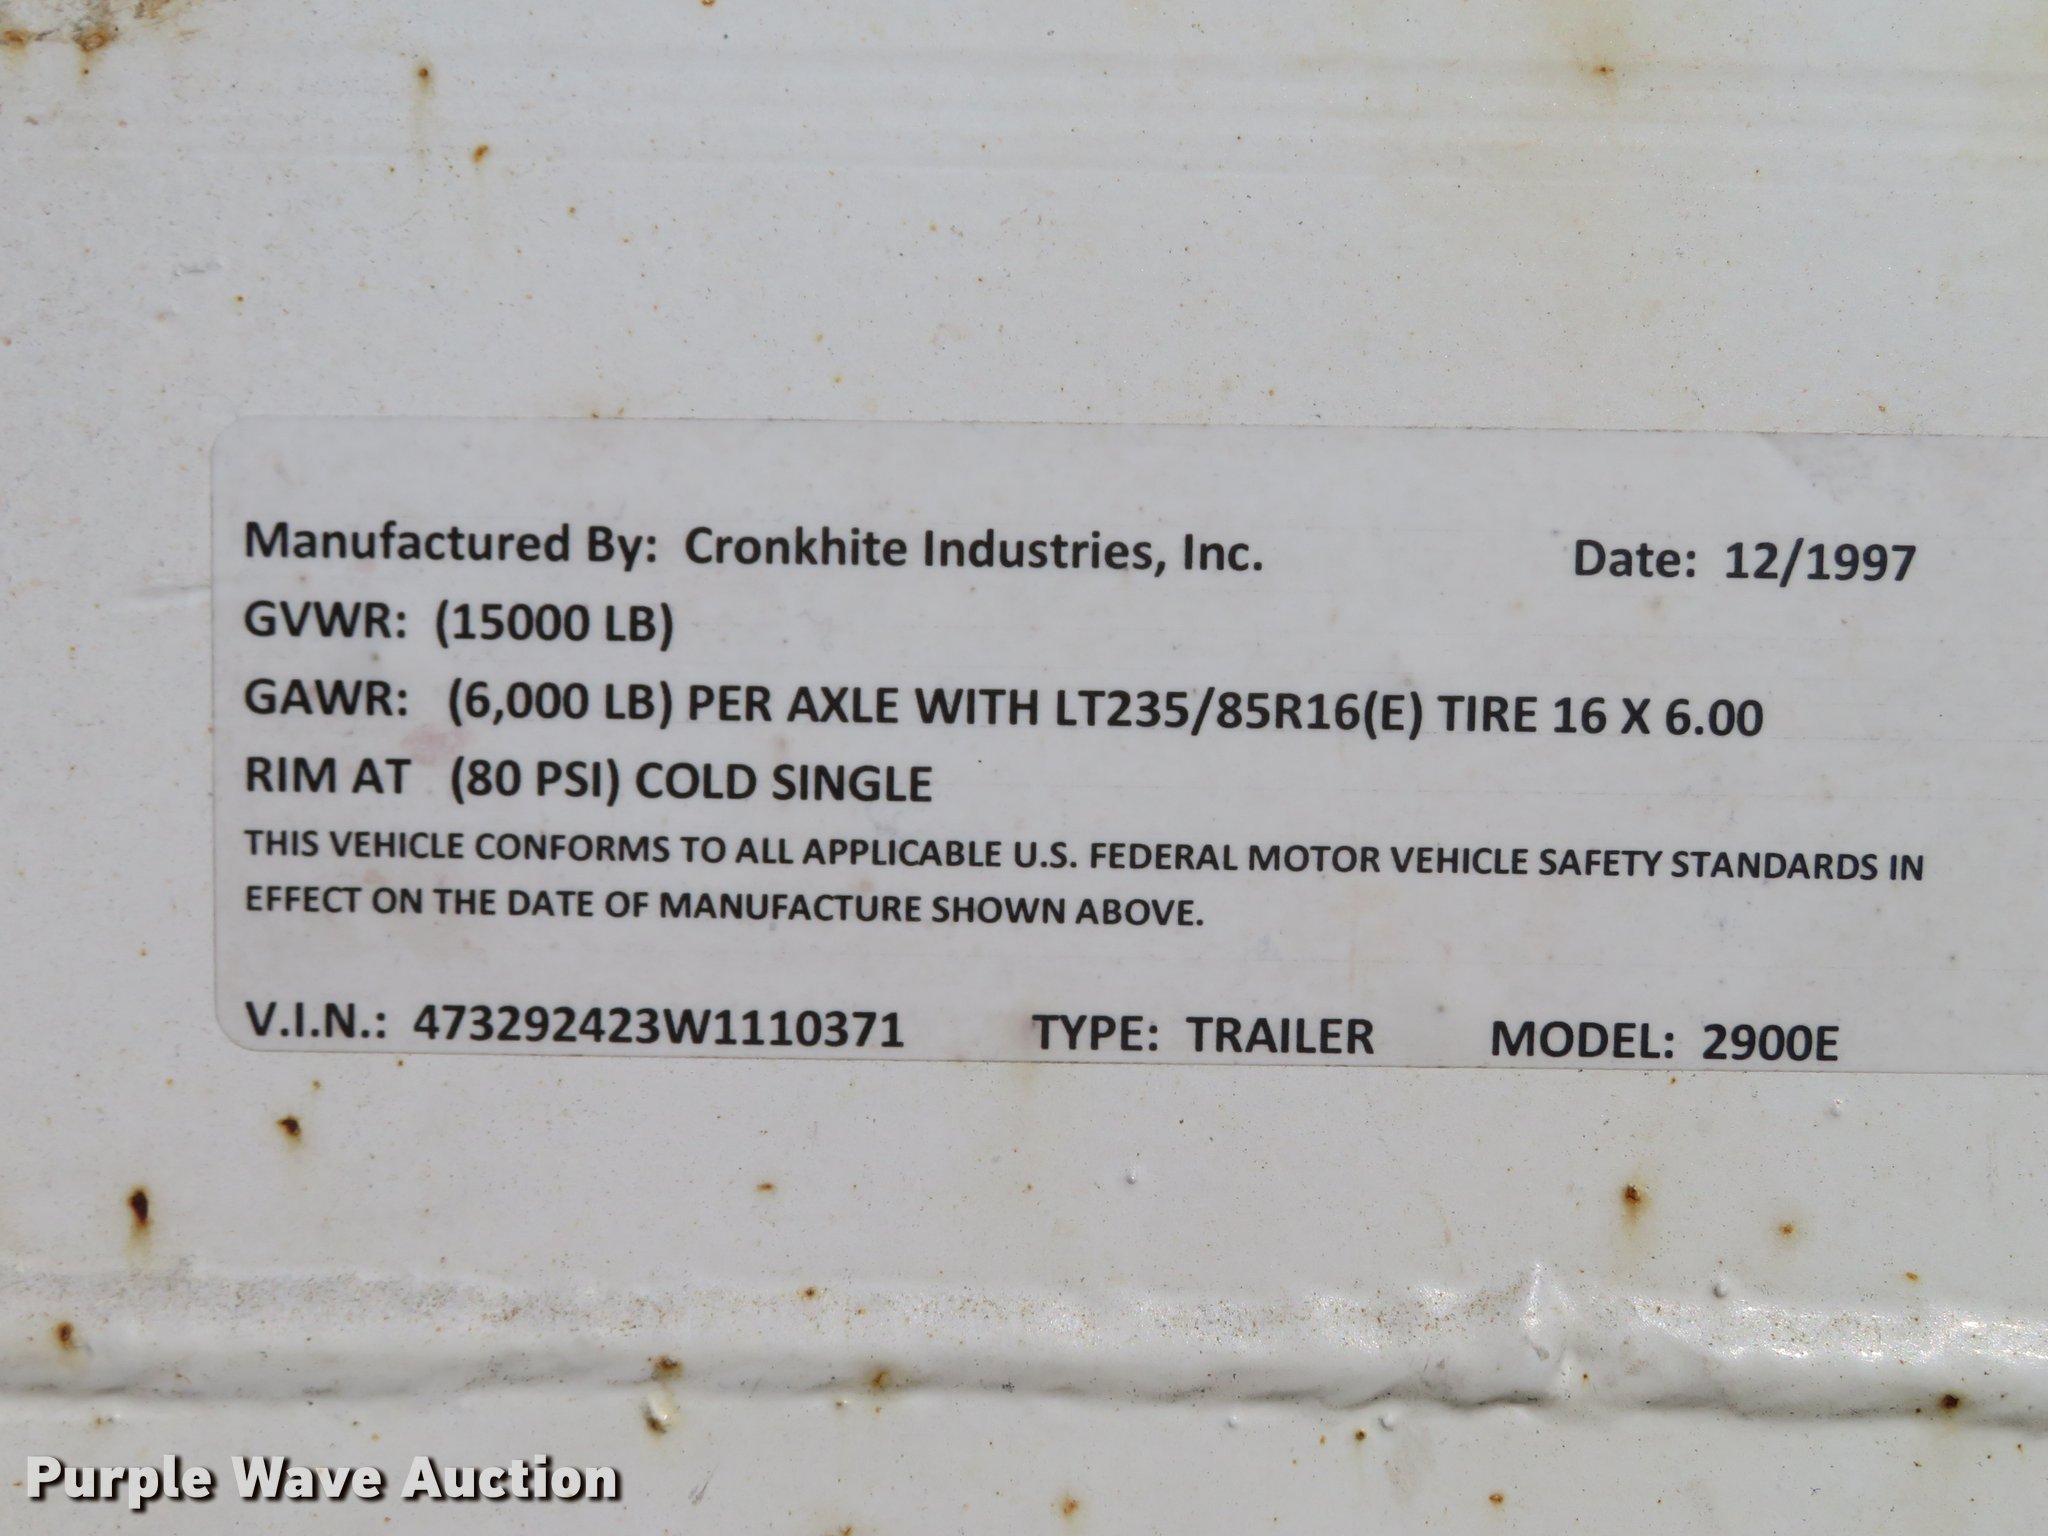 Manufactured By: Cronkhite Industries, Inc. Date: 12/1997
GVWR: (15000 LB)
GAWR: (6,000 LB) PER AXLE WITH LT235/85R16(E) TIRE 16 X 6.00
RIM AT (80 PSI) COLD SINGLE
THIS VEHICLE CONFORMS TO ALL APPLICABLE U.S. FEDERAL MOTOR VEHICLE SAFETY STANDARDS IN
EFFECT ON THE DATE OF MANUFACTURE SHOWN ABOVE.
V.I.N.: 473292423W1110371 TYPE: TRAILER MODEL: 2900E
Purple Wave Auction